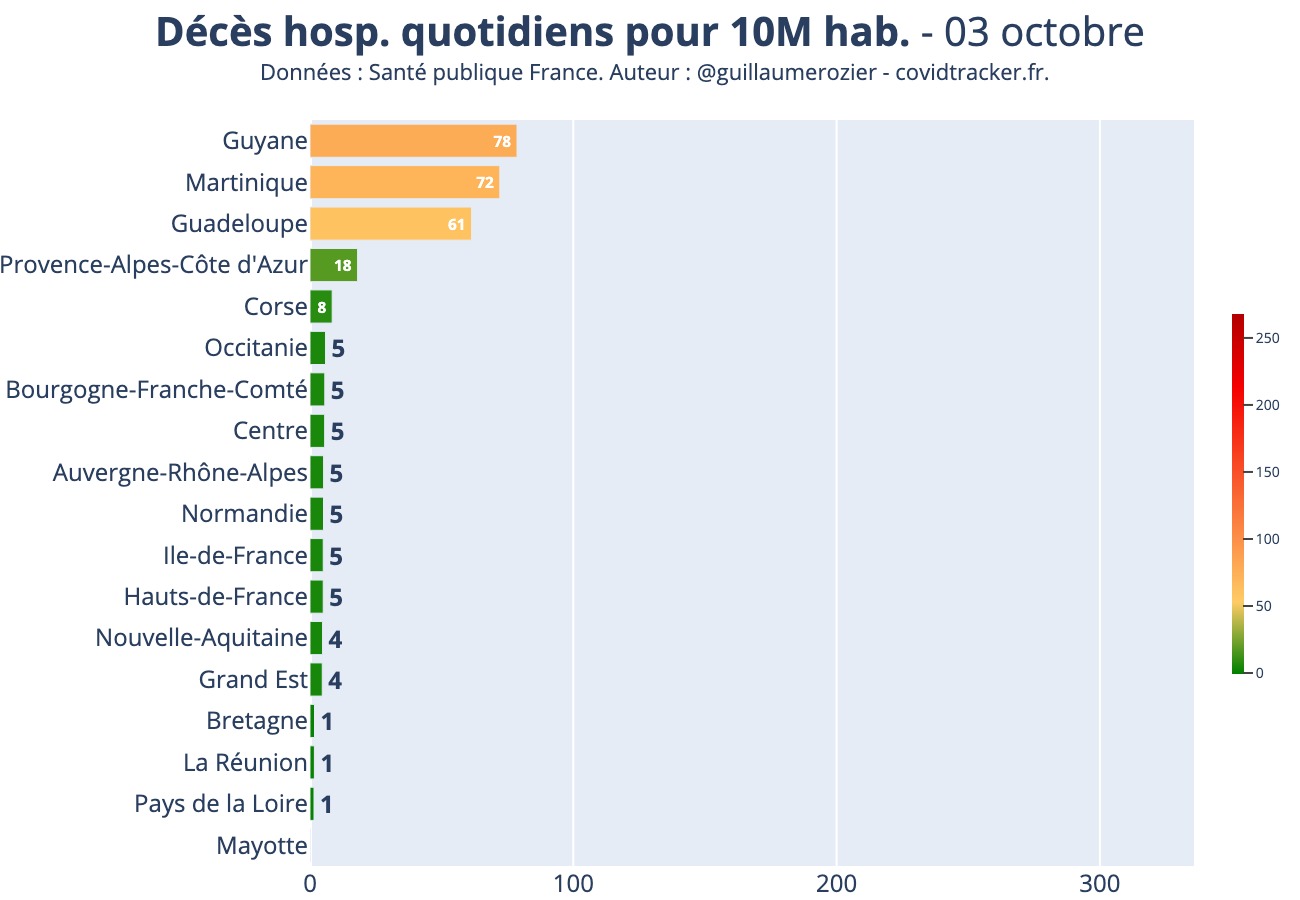 Décès hosp. quotidiens pour 10M hab. - 03 octobre
Données : Santé publique France. Auteur : @guillaumerozier - covidtracker.fr.
Guyane 78
Martinique 72
Guadeloupe 61
Provence-Alpes-Côte d'Azur 18
Corse 8
Occitanie 5
Bourgogne-Franche-Comté 5
Centre 5
Auvergne-Rhône-Alpes 5
Normandie 5
Ile-de-France 5
Hauts-de-France 5
Nouvelle-Aquitaine 4
Grand Est 4
Bretagne 1
La Réunion 1
Pays de la Loire 1
Mayotte
0 100 200 300
250
200
150
100
50
0